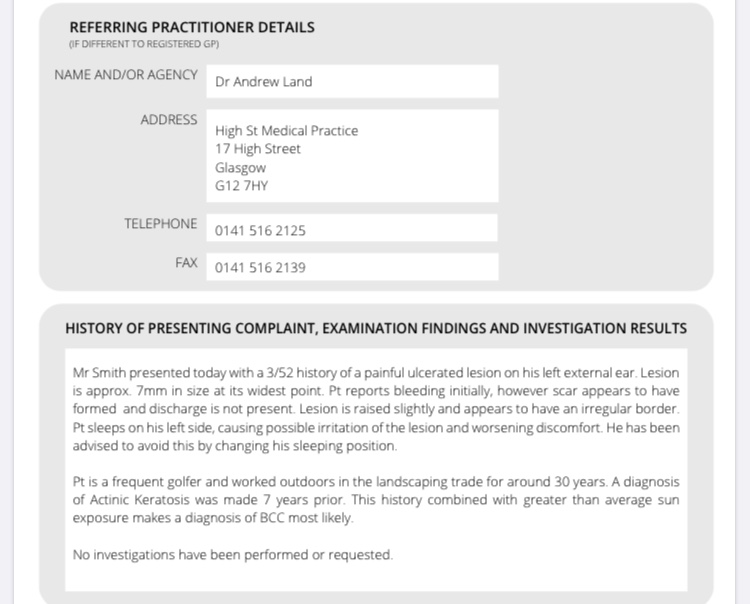 REFERRING PRACTITIONER DETAILS
(IF DIFFERENT TO REGISTERED GP)
NAME AND/OR AGENCY
Dr Andrew Land
ADDRESS
High St Medical Practice
17 High Street
Glasgow
G12 7HY
TELEPHONE
0141 516 2125
FAX
0141 516 2139
HISTORY OF PRESENTING COMPLAINT, EXAMINATION FINDINGS AND INVESTIGATION RESULTS
Mr Smith presented today with a 3/52 history of a painful ulcerated lesion on his left external ear. Lesion
is approx. 7mm in size at its widest point. Pt reports bleeding initially, however scar appears to have
formed and discharge is not present. Lesion is raised slightly and appears to have an irregular border.
Pt sleeps on his left side, causing possible irritation of the lesion and worsening discomfort. He has been
advised to avoid this by changing his sleeping position.
Pt is a frequent golfer and worked outdoors in the landscaping trade for around 30 years. A diagnosis
of Actinic Keratosis was made 7 years prior. This history combined with greater than average sun
exposure makes a diagnosis of BCC most likely.
No investigations have been performed or requested.